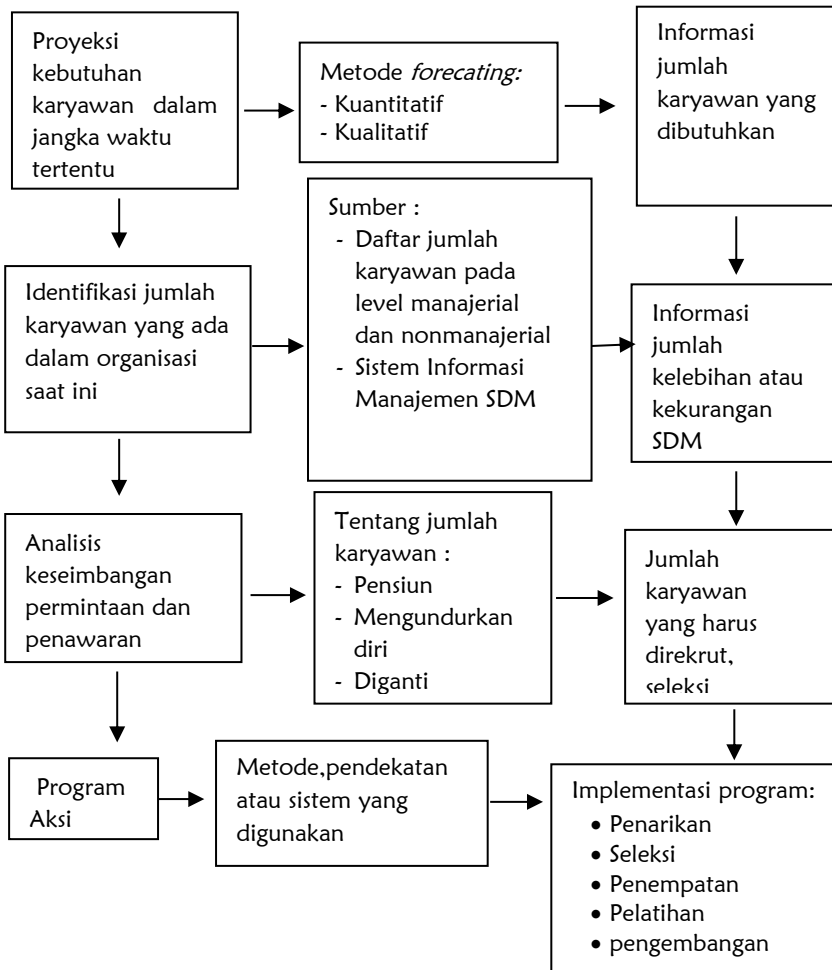 Proyeksi
kebutuhan
karyawan dalam
jangka waktu
tertentu
Metode forecating:
- Kuantitatif
- Kualitatif
Informasi
jumlah
karyawan yang
dibutuhkan
Identifikasi jumlah
karyawan yang ada
dalam organisasi
saat ini
Sumber :
- Daftar jumlah
karyawan pada
level manajerial
dan nonmanajerial
- Sistem Informasi
Manajemen SDM
Informasi
jumlah
kelebihan atau
kekurangan
SDM
Analisis
keseimbangan
permintaan dan
penawaran
Tentang jumlah
karyawan :
- Pensiun
- Mengundurkan
diri
- Diganti
Jumlah
karyawan
yang harus
direkrut,
seleksi
Program
Aksi
Metode,pendekatan
atau sistem yang
digunakan
Implementasi program:
• Penarikan
• Seleksi
• Penempatan
• Pelatihan
• pengembangan